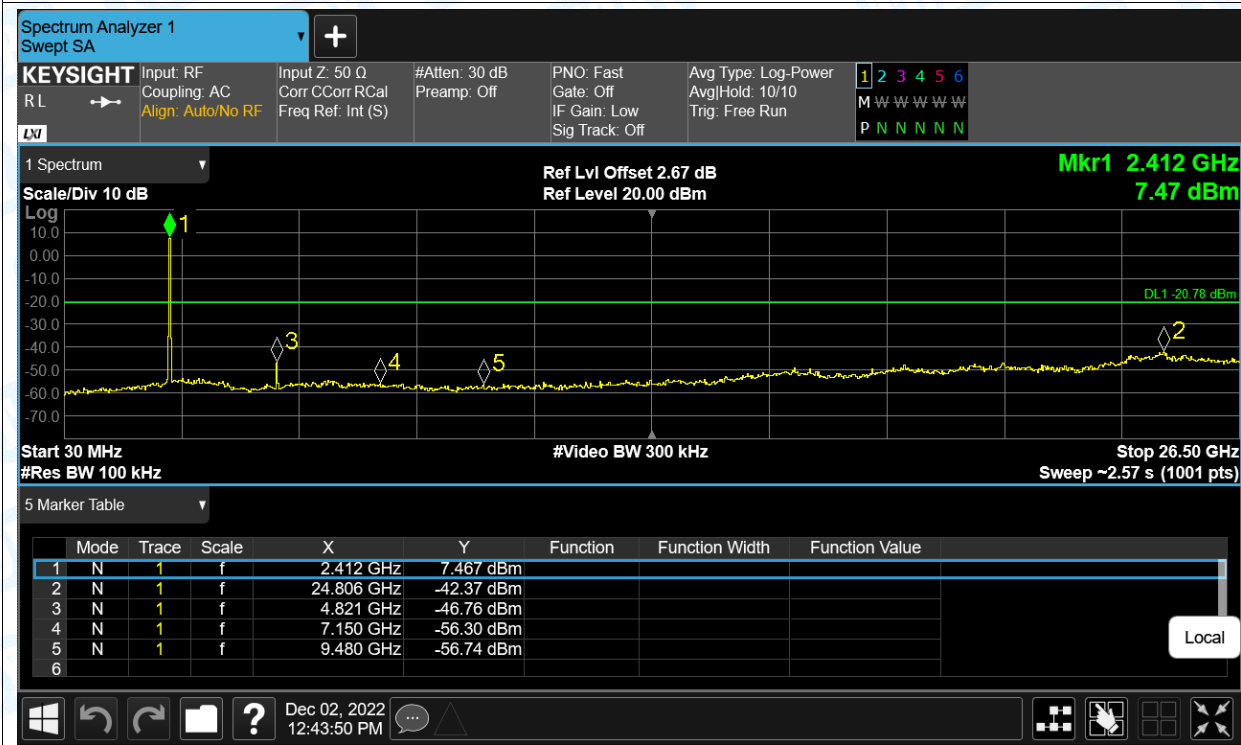 Spectrum Analyzer 1
Swept SA
+
KEYSIGHT
RL
LXI
Input: RF
Coupling: AC
Align: Auto/No RF
Input Z: 50 Ω
Corr CCorr RCal
Freq Ref: Int (S)
#Atten: 30 dB
Preamp: Off
PNO: Fast
Gate: Off
IF Gain: Low
Sig Track: Off
Avg Type: Log-Power
Avg|Hold: 10/10
Trig: Free Run
1 2 3 4 5 6
M W W W W W
P N N N N N
1 Spectrum
Scale/Div 10 dB
Ref Lvl Offset 2.67 dB
Ref Level 20.00 dBm
Mkr1 2.412 GHz
7.47 dBm
Log
10.0
0.00
-10.0
-20.0
-30.0
-40.0
-50.0
-60.0
-70.0
1
3
4
5
2
DL1 -20.78 dBm
Start 30 MHz
#Video BW 300 kHz
Stop 26.50 GHz
#Res BW 100 kHz
Sweep ~2.57 s (1001 pts)
5 Marker Table
Mode Trace Scale X Y Function Function Width Function Value
1 N 1 f 2.412 GHz 7.467 dBm
2 N 1 f 24.806 GHz -42.37 dBm
3 N 1 f 4.821 GHz -46.76 dBm
4 N 1 f 7.150 GHz -56.30 dBm
5 N 1 f 9.480 GHz -56.74 dBm
6
Local
?
Dec 02, 2022
12:43:50 PM